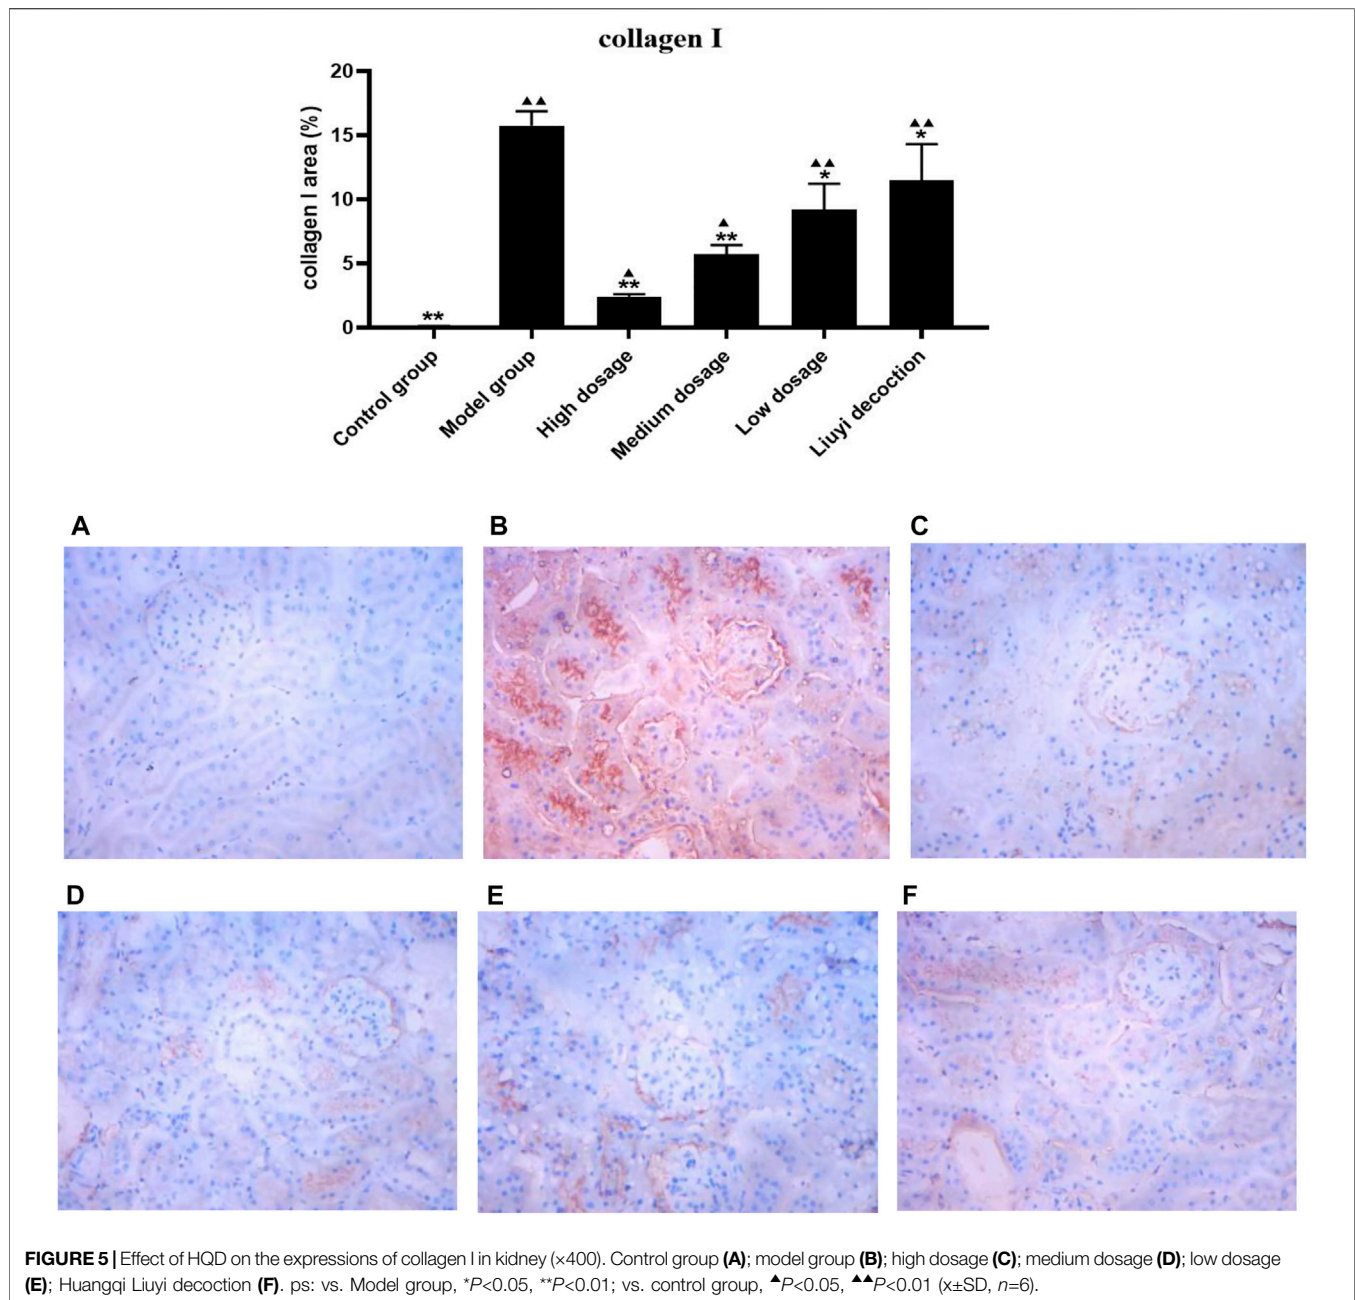 collagen I
collagen I area (%)
20
15
10
5
0
▲▲
▲▲
▲▲
*
*
▲
**
▲
**
**
Control group
Model group
High dosage
Medium dosage
Low dosage
Liuyi decoction
A
B
C
D
E
F
FIGURE 5 | Effect of HQD on the expressions of collagen I in kidney (×400). Control group (A); model group (B); high dosage (C); medium dosage (D); low dosage
(E); Huangqi Liuyi decoction (F). ps: vs. Model group, *P<0.05, **P<0.01; vs. control group, ▲P<0.05, ▲▲P<0.01 (x±SD, n=6).